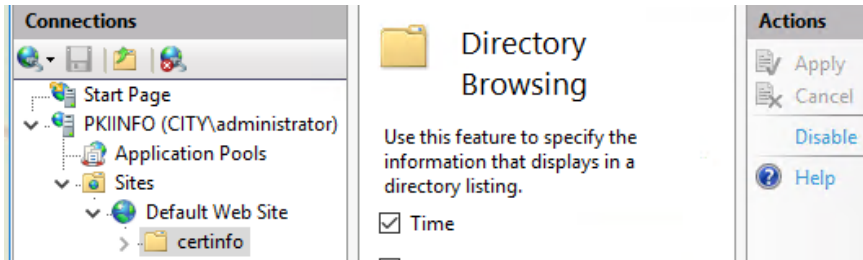 Connections
Start Page
PKIINFO (CITY\administrator)
Application Pools
Sites
Default Web Site
certinfo
Directory
Browsing
Use this feature to specify the
information that displays in a
directory listing.
Time
Actions
Apply
Cancel
Disable
Help